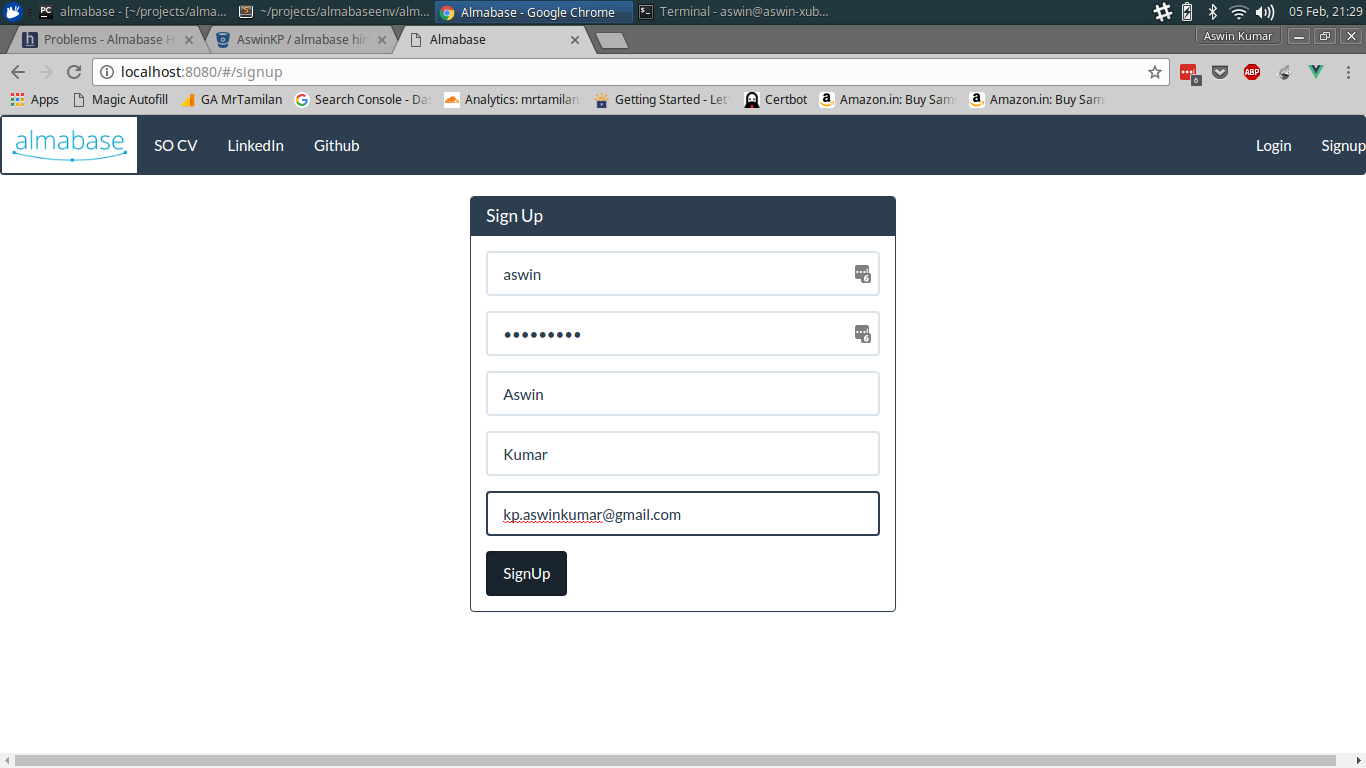 almabase - [~/projects/alma... ~/projects/almabaseenv/alm... Almabase - Google Chrome Terminal - aswin@aswin-xub... 05 Feb, 21:29
Problems - Almabase H AswinKP / almabase hiri Almabase Aswin Kumar
localhost:8080/#/signup
Apps Magic Autofill GA MrTamilan Search Console - Da Analytics: mrtamilan. Getting Started - Let' Certbot Amazon.in: Buy Sam Amazon.in: Buy Sam
almabase SO CV LinkedIn Github Login Signup
Sign Up
aswin
•••••••••
Aswin
Kumar
kp.aswinkumar@gmail.com
SignUp